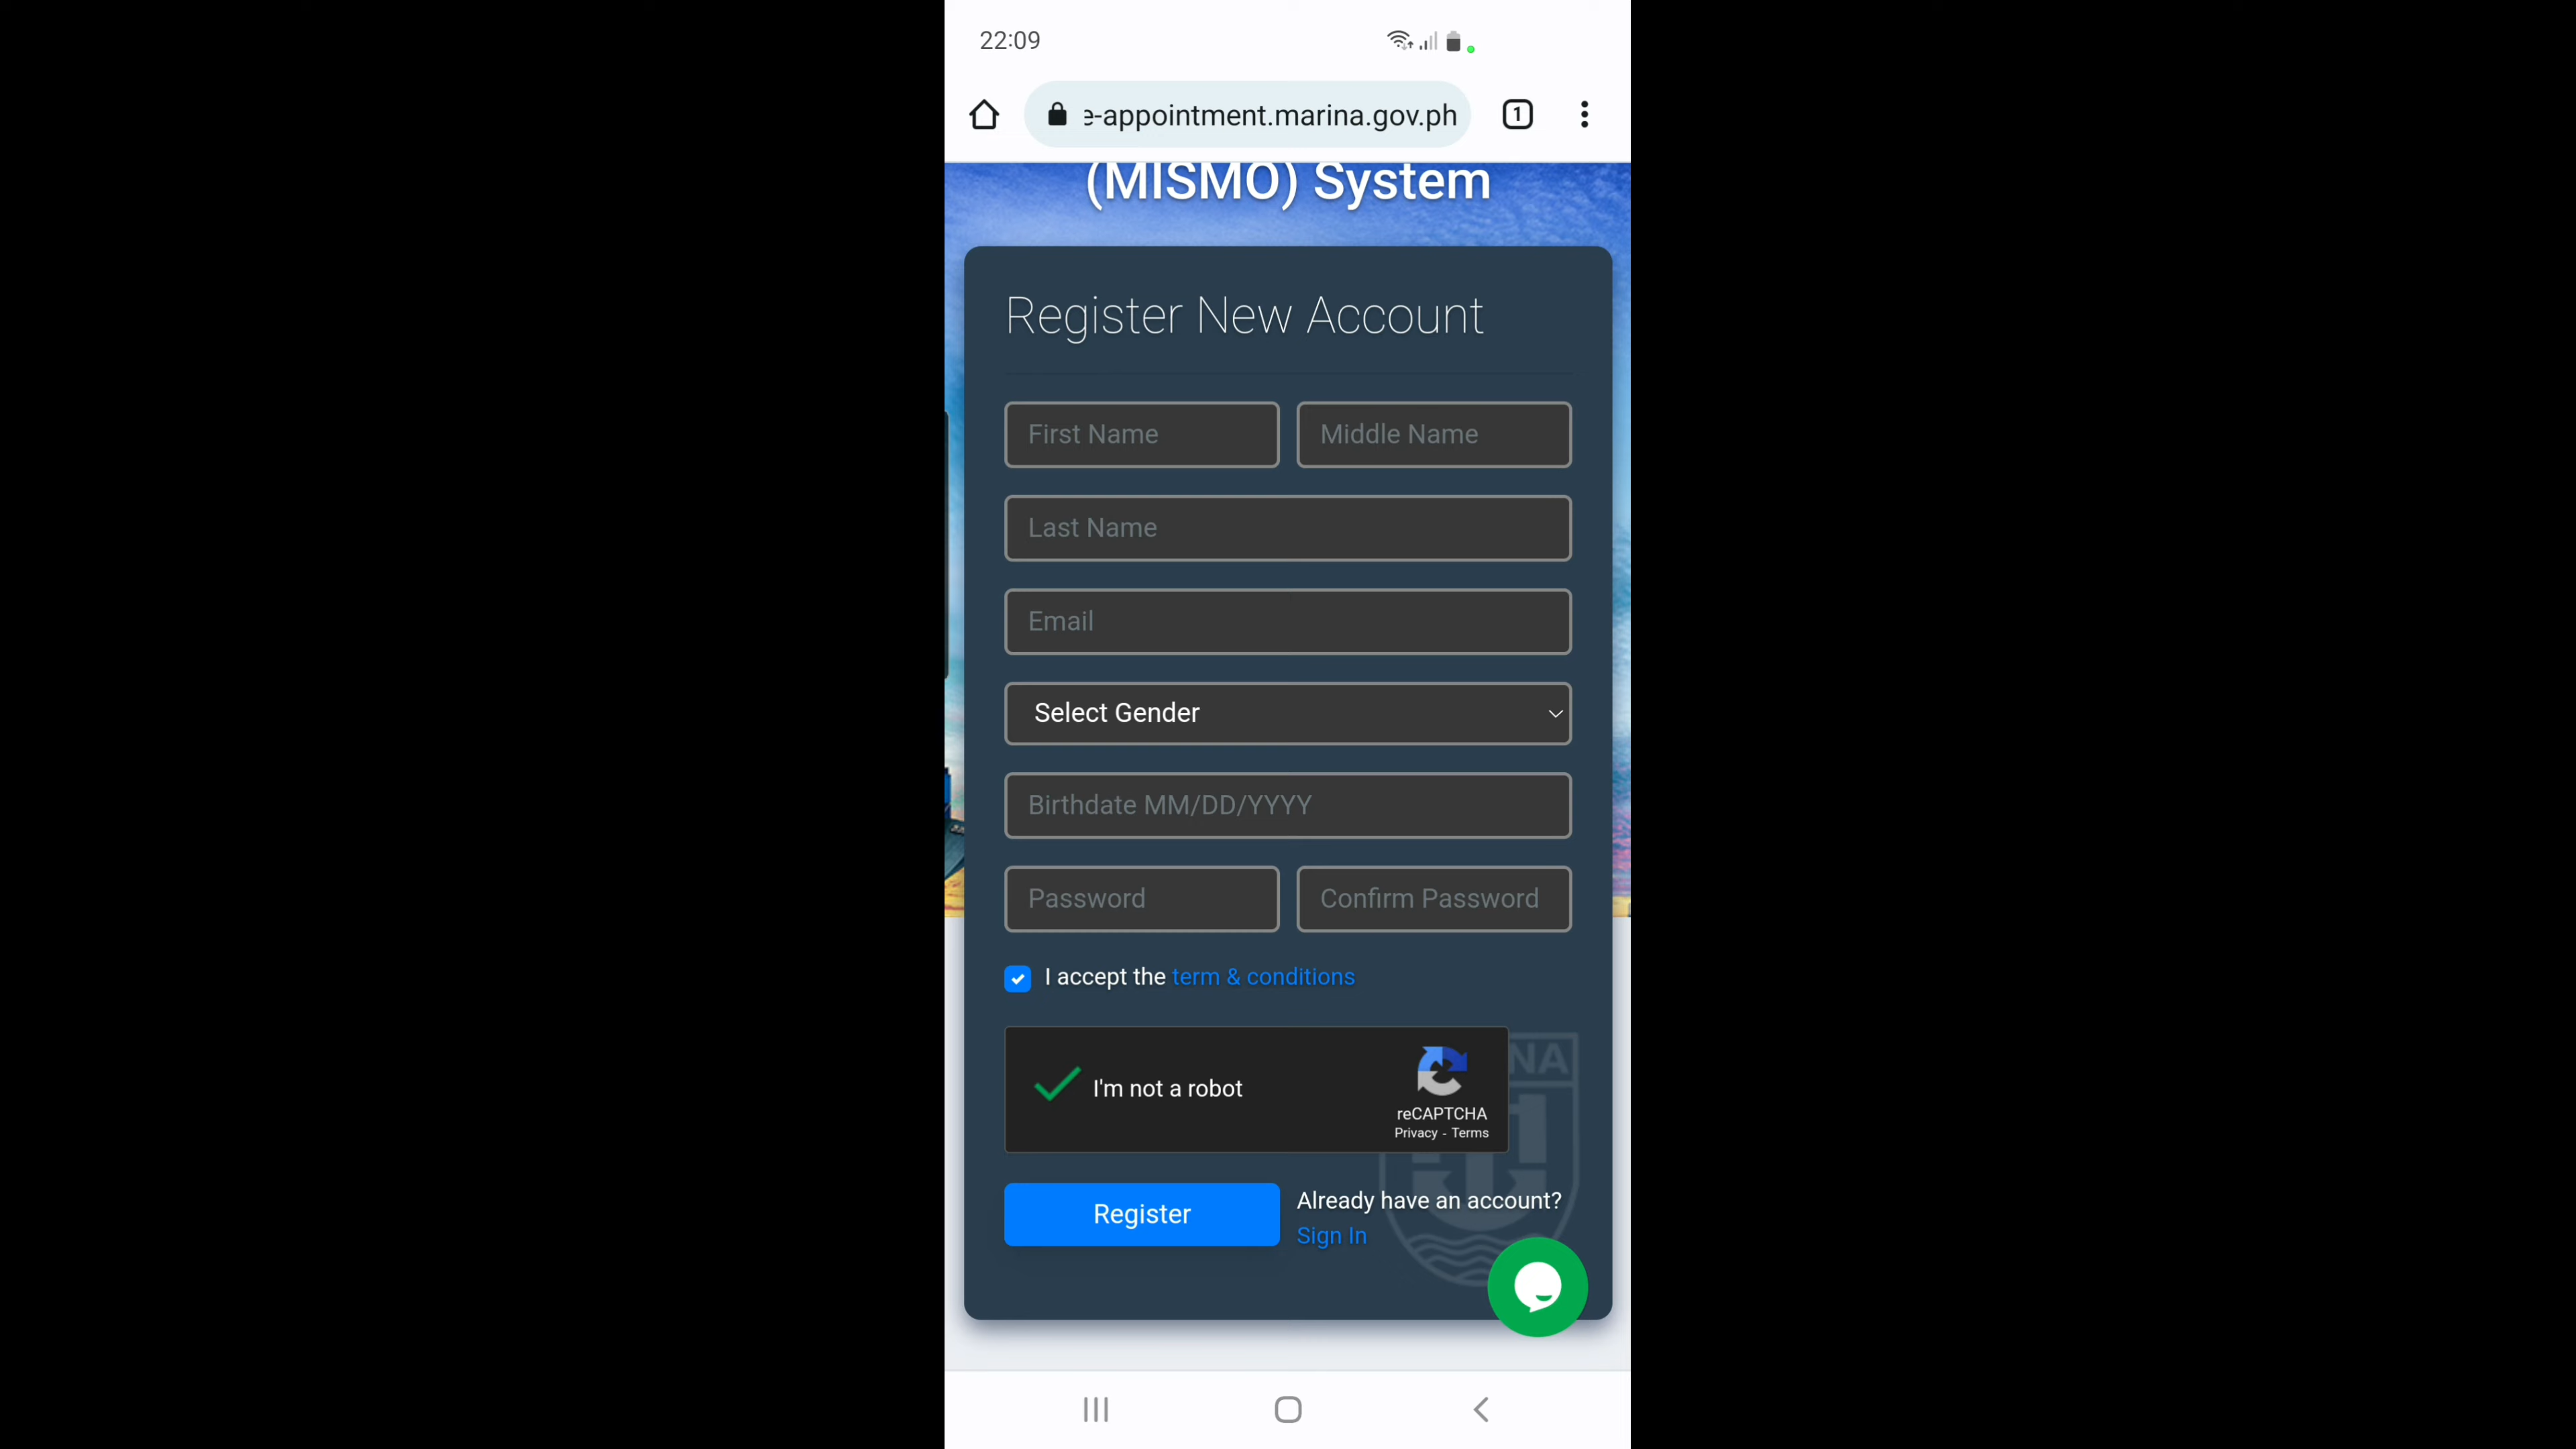 22:09
e-appointment.marina.gov.ph
1
(MISMO) System
Register New Account
First Name
Middle Name
Last Name
Email
Select Gender
Birthdate MM/DD/YYYY
Password
Confirm Password
I accept the term & conditions
I'm not a robot
reCAPTCHA
Privacy - Terms
NA
Register
Already have an account?
Sign In